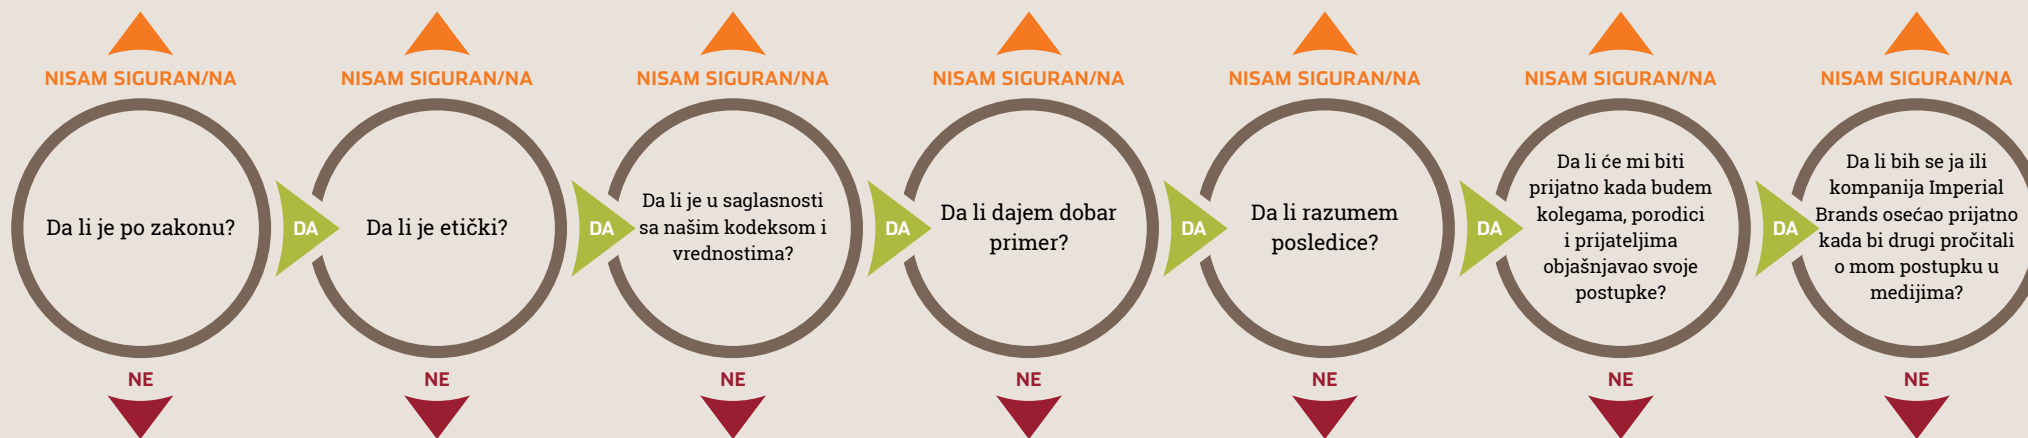 NISAM SIGURAN/NA
NISAM SIGURAN/NA
NISAM SIGURAN/NA
NISAM SIGURAN/NA
NISAM SIGURAN/NA
NISAM SIGURAN/NA
NISAM SIGURAN/NA
Da li je po zakonu?
DA
Da li je etički?
DA
Da li je u saglasnosti
sa našim kodeksom i
vrednostima?
DA
Da li dajem dobar
primer?
DA
Da li razumem
posledice?
DA
Da li će mi biti
prijatno kada budem
kolegama, porodici
i prijateljima
objašnjavao svoje
postupke?
DA
Da li bih se ja ili
kompanija Imperial
Brands osećao prijatno
kada bi drugi pročitali
o mom postupku u
medijima?
NE
NE
NE
NE
NE
NE
NE